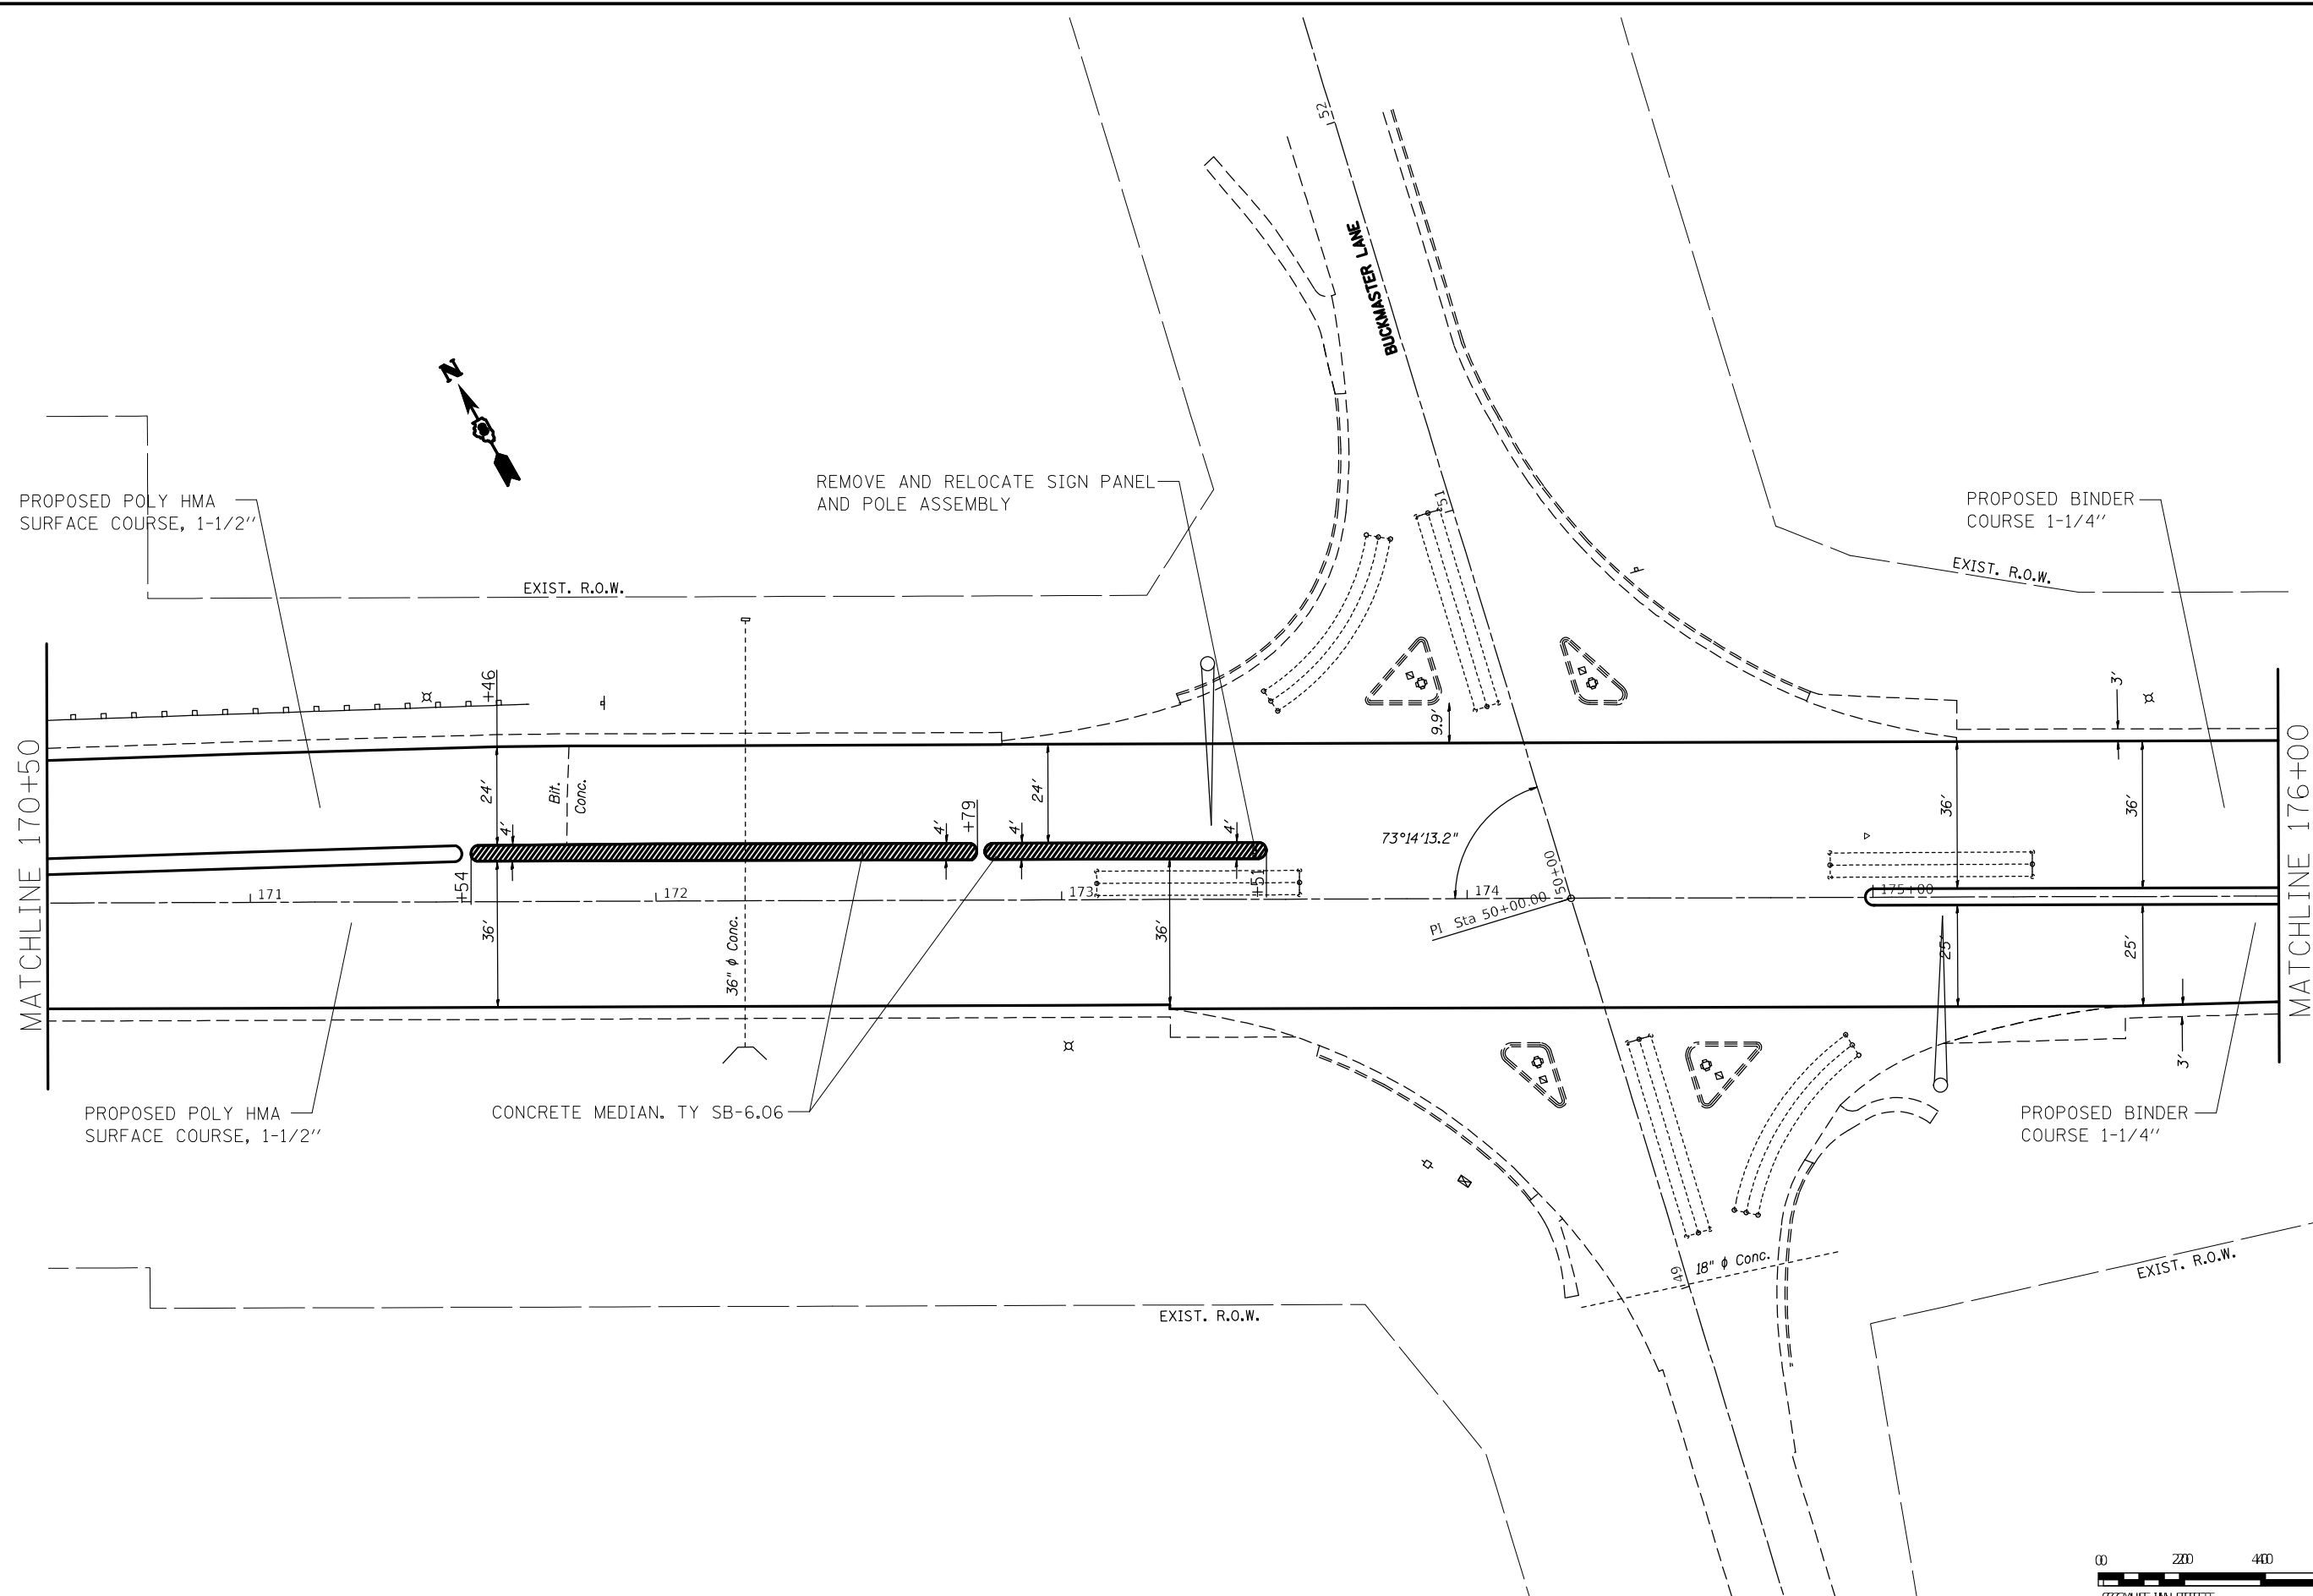 52
BUCKMASTER LANE
N
REMOVE AND RELOCATE SIGN PANEL
AND POLE ASSEMBLY
PROPOSED POLY HMA
SURFACE COURSE, 1-1/2"
51
PROPOSED BINDER
COURSE 1-1/4"
EXIST. R.O.W.
EXIST. R.O.W.
+46
3'
9.9'
MATCHLINE 170+50
MATCHLINE 176+00
24'
Bit.
Conc.
24'
36'
36'
4'
4'
+79
4'
4'
73°14'13.2"
+54
+51
50+00
171
172
173
174
175+00
PI Sta 50+00.00
36'
36" ϕ Conc.
36'
25'
25'
3'
PROPOSED POLY HMA
SURFACE COURSE, 1-1/2"
CONCRETE MEDIAN. TY SB-6.06
PROPOSED BINDER
COURSE 1-1/4"
18" ϕ Conc.
49
EXIST. R.O.W.
EXIST. R.O.W.